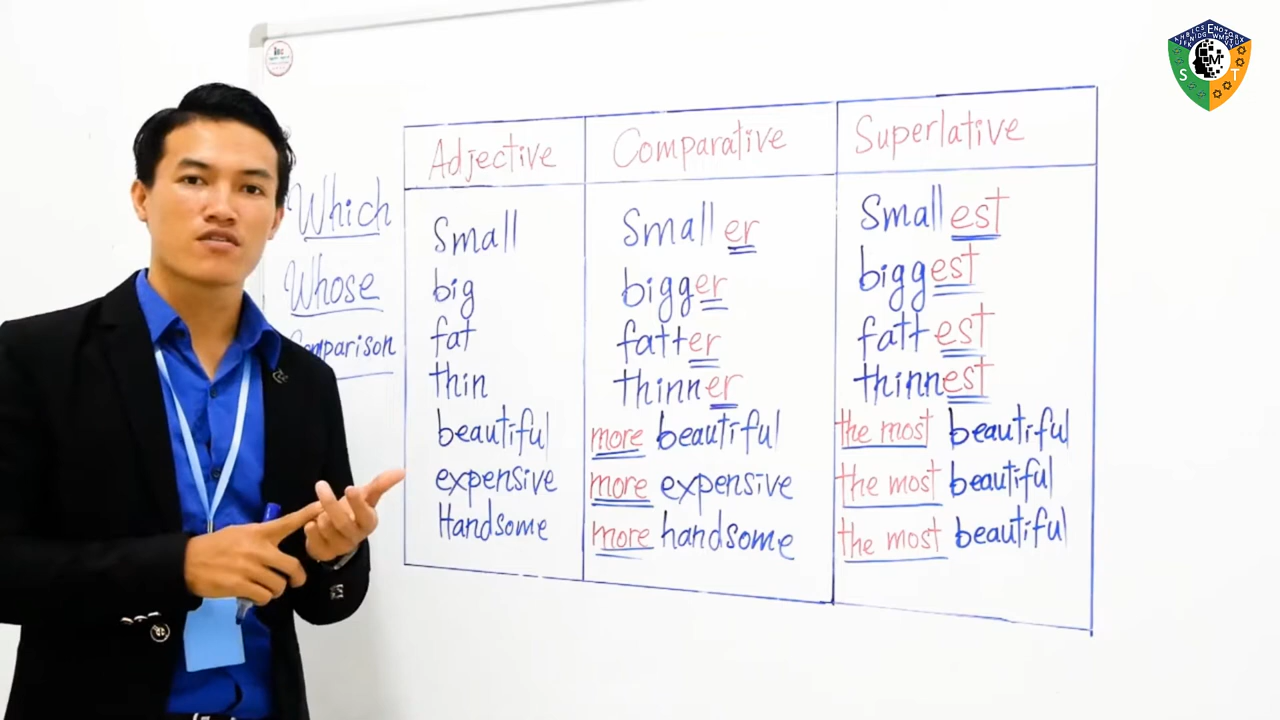 isc
S M T
Which
Whose
Comparison
Adjective Comparative Superlative
Small Smaller Smallest
big bigger biggest
fat fatter fattest
thin thinner thinnest
beautiful more beautiful the most beautiful
expensive more expensive the most beautiful
Handsome more handsome the most beautiful